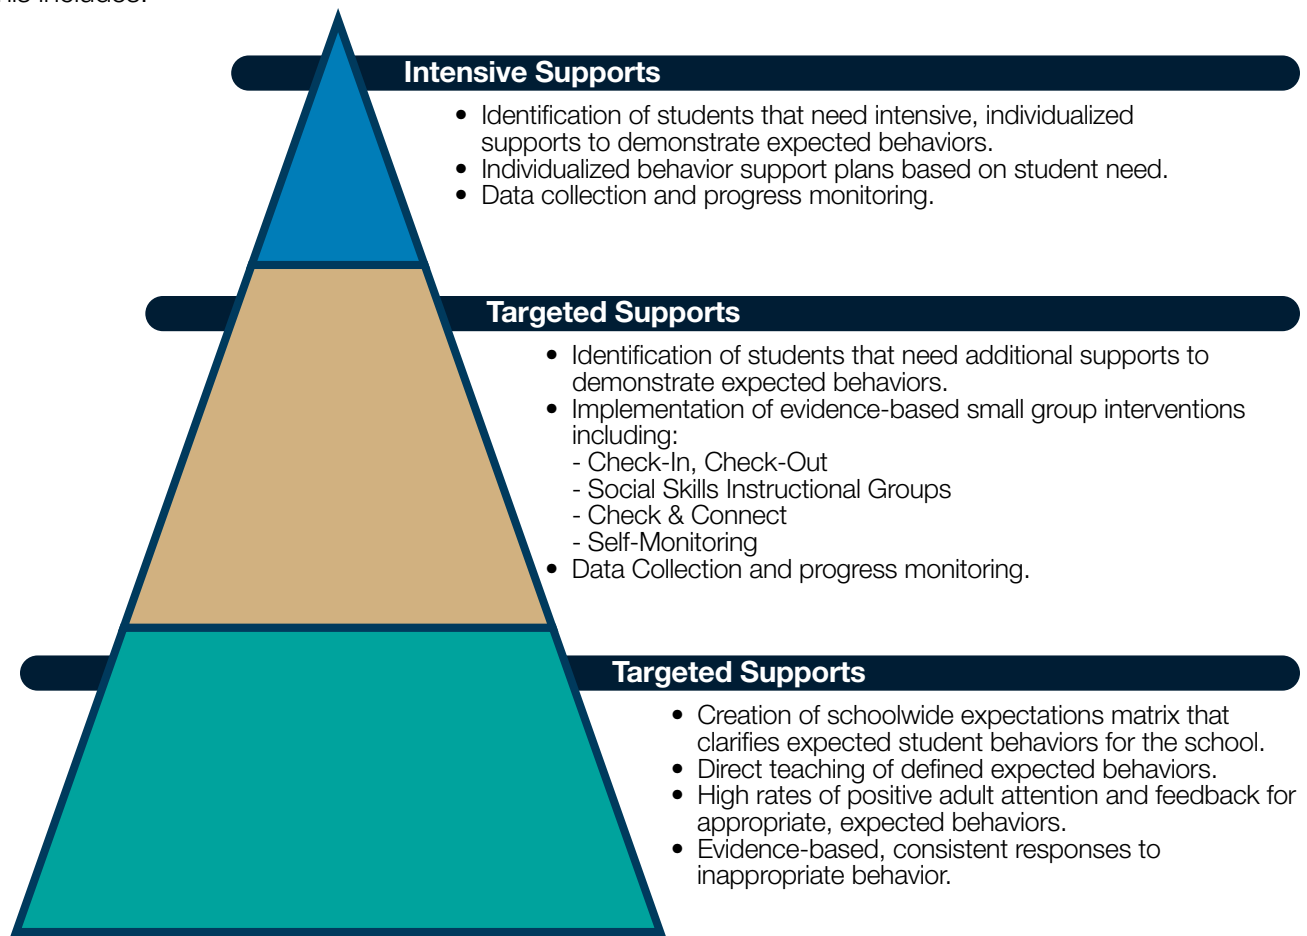 includes:
Intensive Supports
• Identification of students that need intensive, individualized
supports to demonstrate expected behaviors.
• Individualized behavior support plans based on student need.
• Data collection and progress monitoring.
Targeted Supports
• Identification of students that need additional supports to
demonstrate expected behaviors.
• Implementation of evidence-based small group interventions
including:
- Check-In, Check-Out
- Social Skills Instructional Groups
- Check & Connect
- Self-Monitoring
• Data Collection and progress monitoring.
Targeted Supports
• Creation of schoolwide expectations matrix that
clarifies expected student behaviors for the school.
• Direct teaching of defined expected behaviors.
• High rates of positive adult attention and feedback for
appropriate, expected behaviors.
• Evidence-based, consistent responses to
inappropriate behavior.